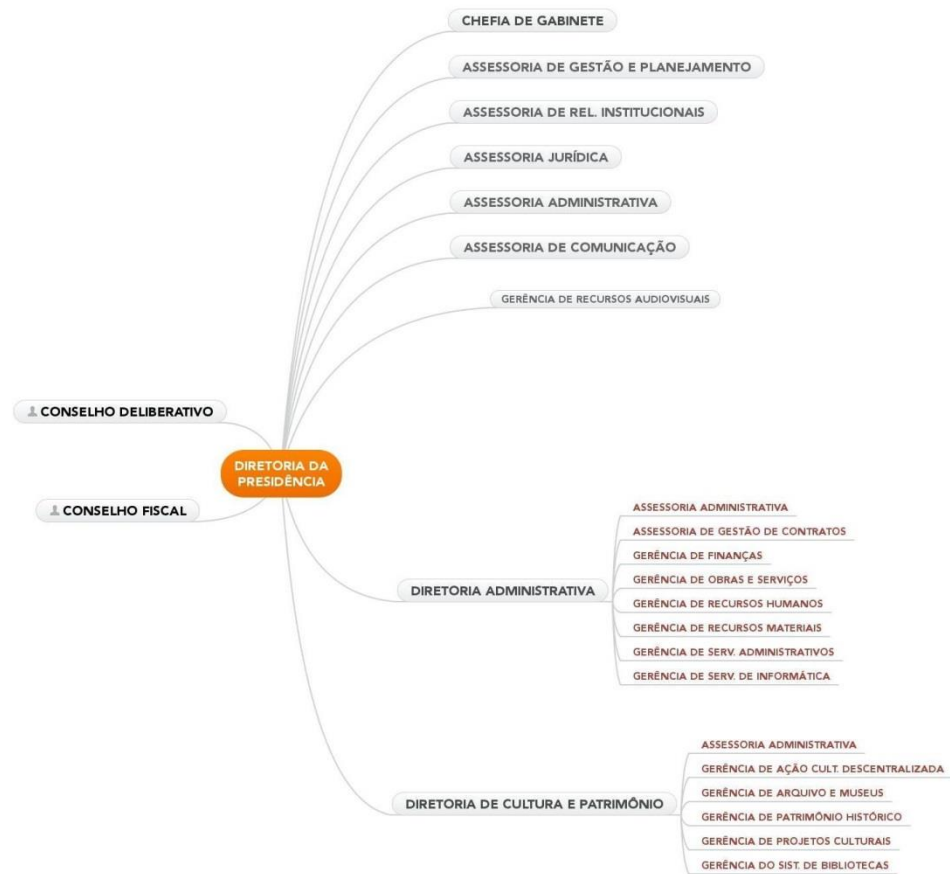 CHEFIA DE GABINETE
ASSESSORIA DE GESTÃO E PLANEJAMENTO
ASSESSORIA DE REL. INSTITUCIONAIS
ASSESSORIA JURÍDICA
ASSESSORIA ADMINISTRATIVA
ASSESSORIA DE COMUNICAÇÃO
GERÊNCIA DE RECURSOS AUDIOVISUAIS
CONSELHO DELIBERATIVO
DIRETORIA DA
PRESIDÊNCIA
CONSELHO FISCAL
DIRETORIA ADMINISTRATIVA
ASSESSORIA ADMINISTRATIVA
ASSESSORIA DE GESTÃO DE CONTRATOS
GERÊNCIA DE FINANÇAS
GERÊNCIA DE OBRAS E SERVIÇOS
GERÊNCIA DE RECURSOS HUMANOS
GERÊNCIA DE RECURSOS MATERIAIS
GERÊNCIA DE SERV. ADMINISTRATIVOS
GERÊNCIA DE SERV. DE INFORMÁTICA
DIRETORIA DE CULTURA E PATRIMÔNIO
ASSESSORIA ADMINISTRATIVA
GERÊNCIA DE AÇÃO CULT. DESCENTRALIZADA
GERÊNCIA DE ARQUIVO E MUSEUS
GERÊNCIA DE PATRIMÔNIO HISTÓRICO
GERÊNCIA DE PROJETOS CULTURAIS
GERÊNCIA DO SIST. DE BIBLIOTECAS